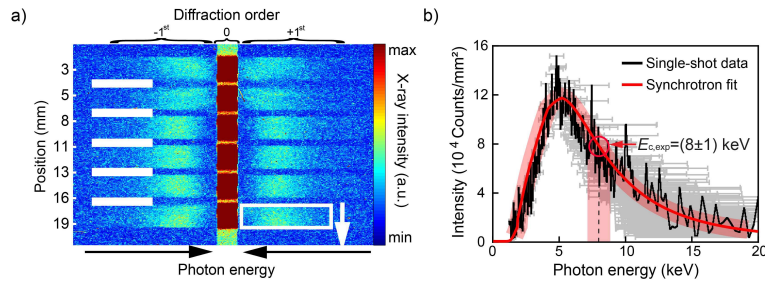 a)
Diffraction order
-1ˢᵗ
0
+1ˢᵗ
Position (mm)
3
5
8
11
13
16
19
max
X-ray intensity (a.u.)
min
Photon energy
b)
Intensity (10⁴ Counts/mm²)
16
12
8
4
0
Single-shot data
Synchrotron fit
E_c,exp=(8±1) keV
0
5
10
15
20
Photon energy (keV)